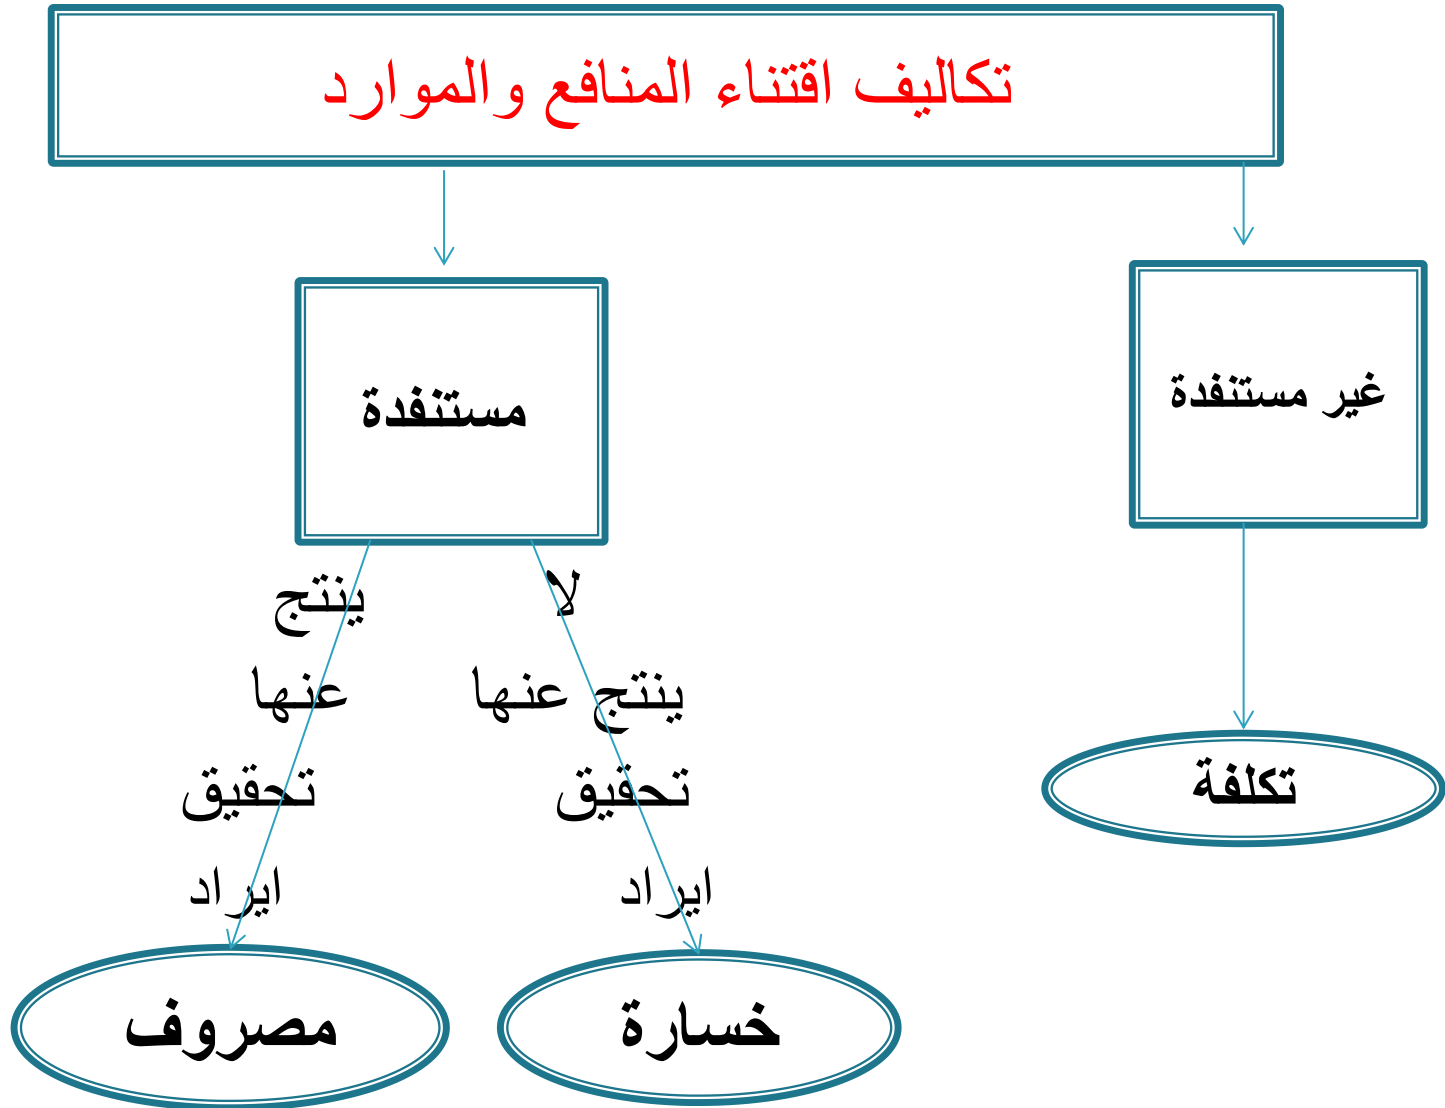 تكاليف اقتناء المنافع والموارد
غير مستنفدة
مستنفدة
لا
ينتج عنها
تحقيق
ايراد
ينتج
عنها
تحقيق
ايراد
تكلفة
خسارة
مصروف